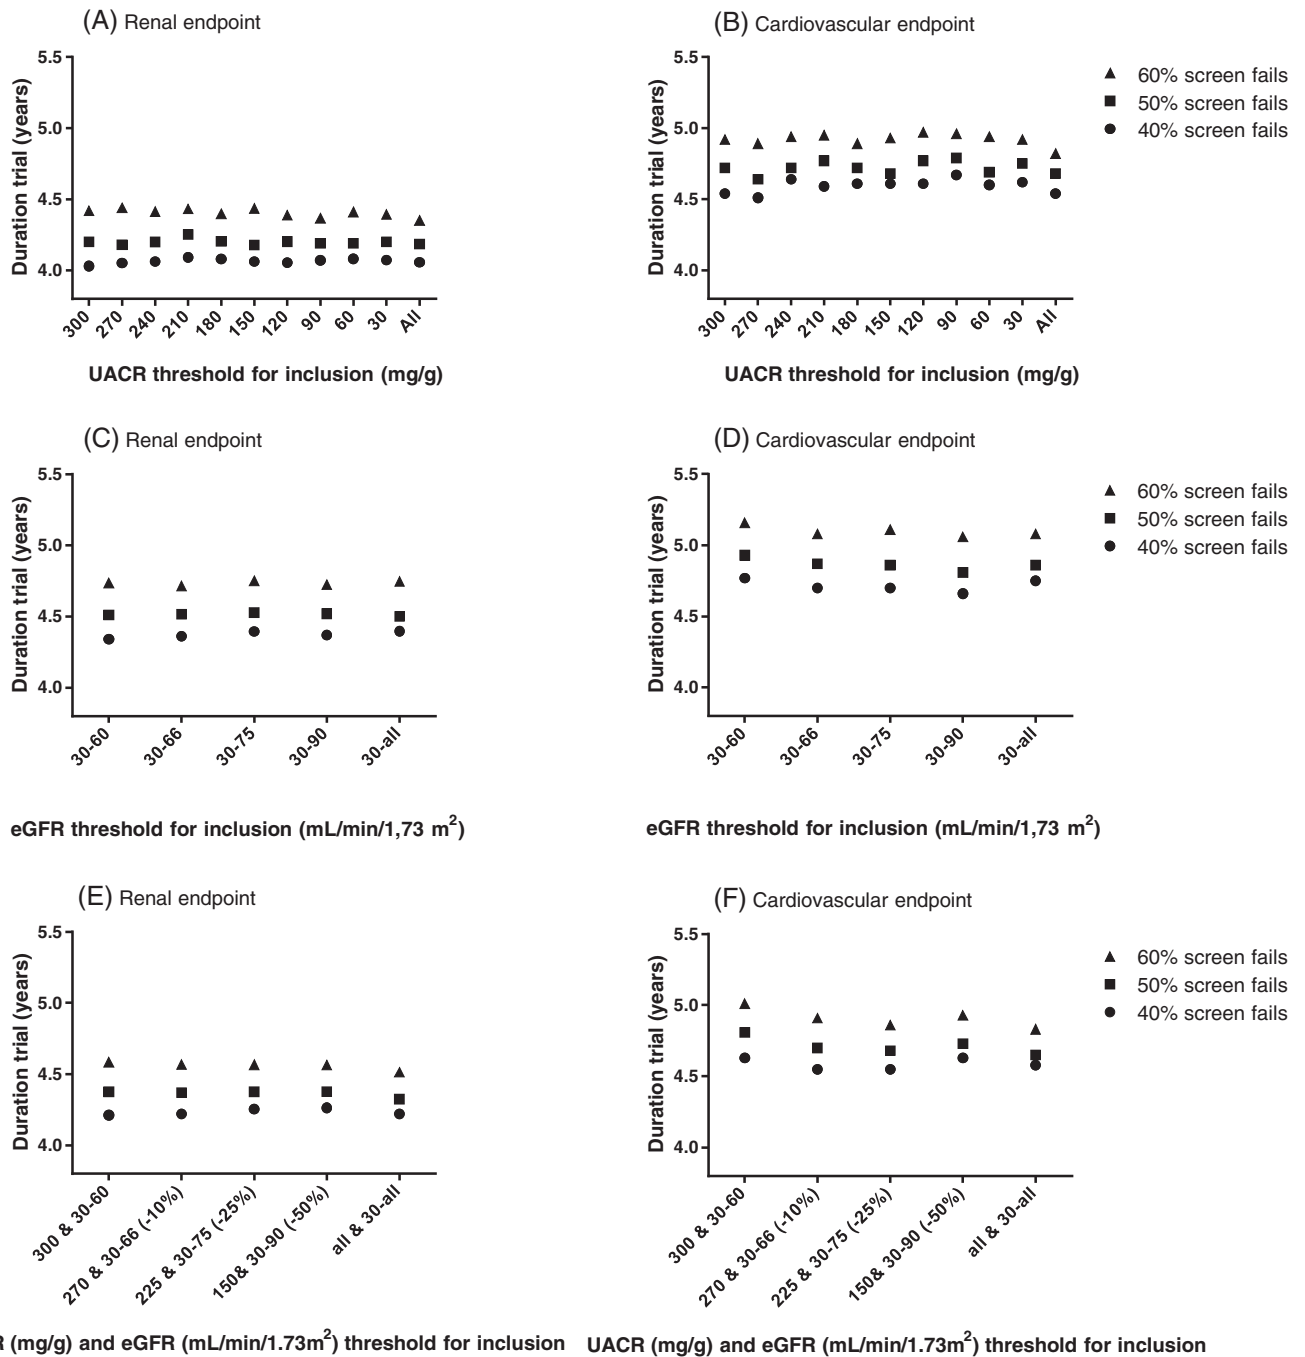 (A) Renal endpoint
5.5
5.0
4.5
4.0
Duration trial (years)
300
270
240
210
180
150
120
90
60
30
All
UACR threshold for inclusion (mg/g)
(B) Cardiovascular endpoint
5.5
5.0
4.5
4.0
Duration trial (years)
300
270
240
210
180
150
120
90
60
30
All
UACR threshold for inclusion (mg/g)
60% screen fails
50% screen fails
40% screen fails
(C) Renal endpoint
5.5
5.0
4.5
4.0
Duration trial (years)
30-60
30-66
30-75
30-90
30-all
eGFR threshold for inclusion (mL/min/1,73 m²)
(D) Cardiovascular endpoint
5.5
5.0
4.5
4.0
Duration trial (years)
30-60
30-66
30-75
30-90
30-all
eGFR threshold for inclusion (mL/min/1,73 m²)
60% screen fails
50% screen fails
40% screen fails
(E) Renal endpoint
5.5
5.0
4.5
4.0
Duration trial (years)
300 & 30-60
270 & 30-66 (-10%)
225 & 30-75 (-25%)
150& 30-90 (-50%)
all & 30-all
(mg/g) and eGFR (mL/min/1.73m²) threshold for inclusion
(F) Cardiovascular endpoint
5.5
5.0
4.5
4.0
Duration trial (years)
300 & 30-60
270 & 30-66 (-10%)
225 & 30-75 (-25%)
150& 30-90 (-50%)
all & 30-all
UACR (mg/g) and eGFR (mL/min/1.73m²) threshold for inclusion
60% screen fails
50% screen fails
40% screen fails